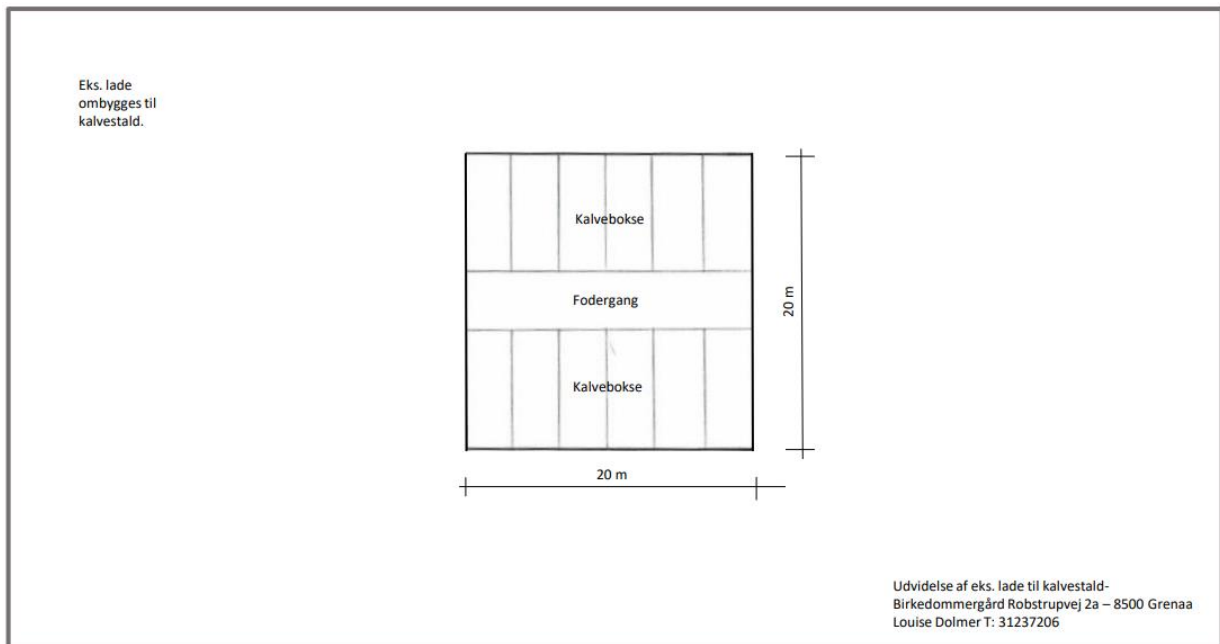 Eks. lade
ombygges til
kalvestald.
Kalvebokse
Fodergang
20 m
Kalvebokse
20 m
Udvidelse af eks. lade til kalvestald-
Birkedommergård Robstrupvej 2a – 8500 Grenaa
Louise Dolmer T: 31237206